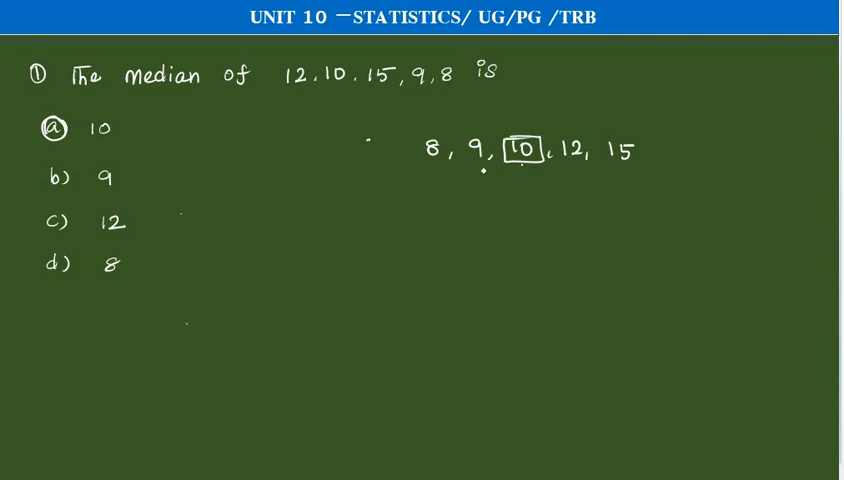 UNIT 10 – STATISTICS/ UG/PG /TRB
① The median of 12, 10, 15, 9, 8 is
a) 10
8, 9, 10, 12, 15
b) 9
c) 12
d) 8